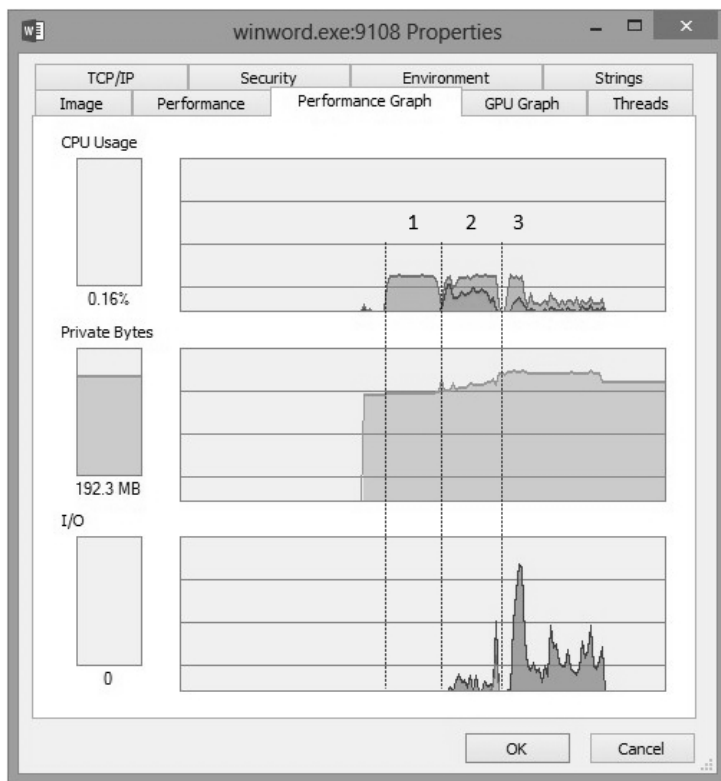 winword.exe:9108 Properties
TCP/IP Security Environment Strings
Image Performance Performance Graph GPU Graph Threads
CPU Usage
1 2 3
0.16%
Private Bytes
192.3 MB
I/O
0
OK Cancel